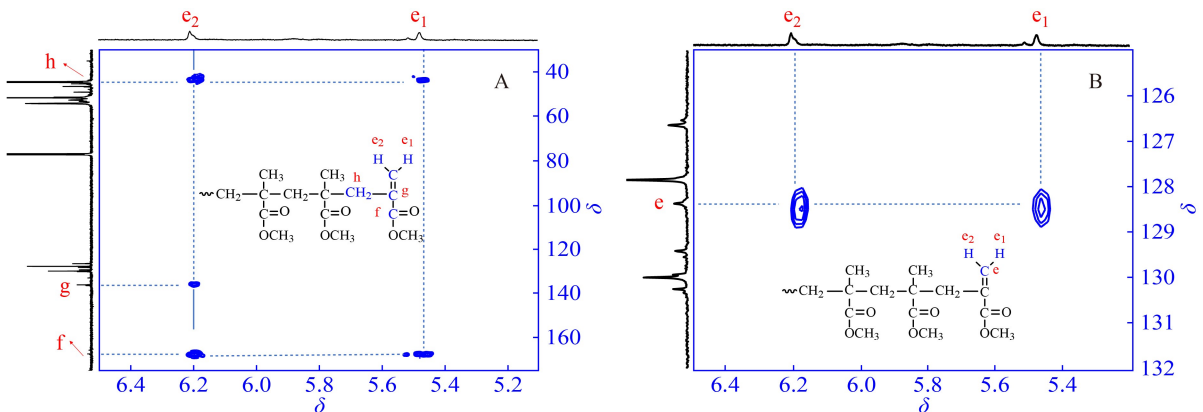 e2 e1
h
A
40
60
80
100
120
140
160
δ
g
f
e2 e1
H H
CH3 CH3 h C
CH2 C CH2 C CH2 C g
C=O C=O f C=O
OCH3 OCH3 OCH3
6.4 6.2 6.0 5.8 5.6 5.4 5.2
δ
e2 e1
B
126
127
128
129
130
131
132
δ
e
e2 e1
H H
CH3 CH3 CH2 e
CH2 C CH2 C CH2 C
C=O C=O C=O
OCH3 OCH3 OCH3
6.4 6.2 6.0 5.8 5.6 5.4
δ